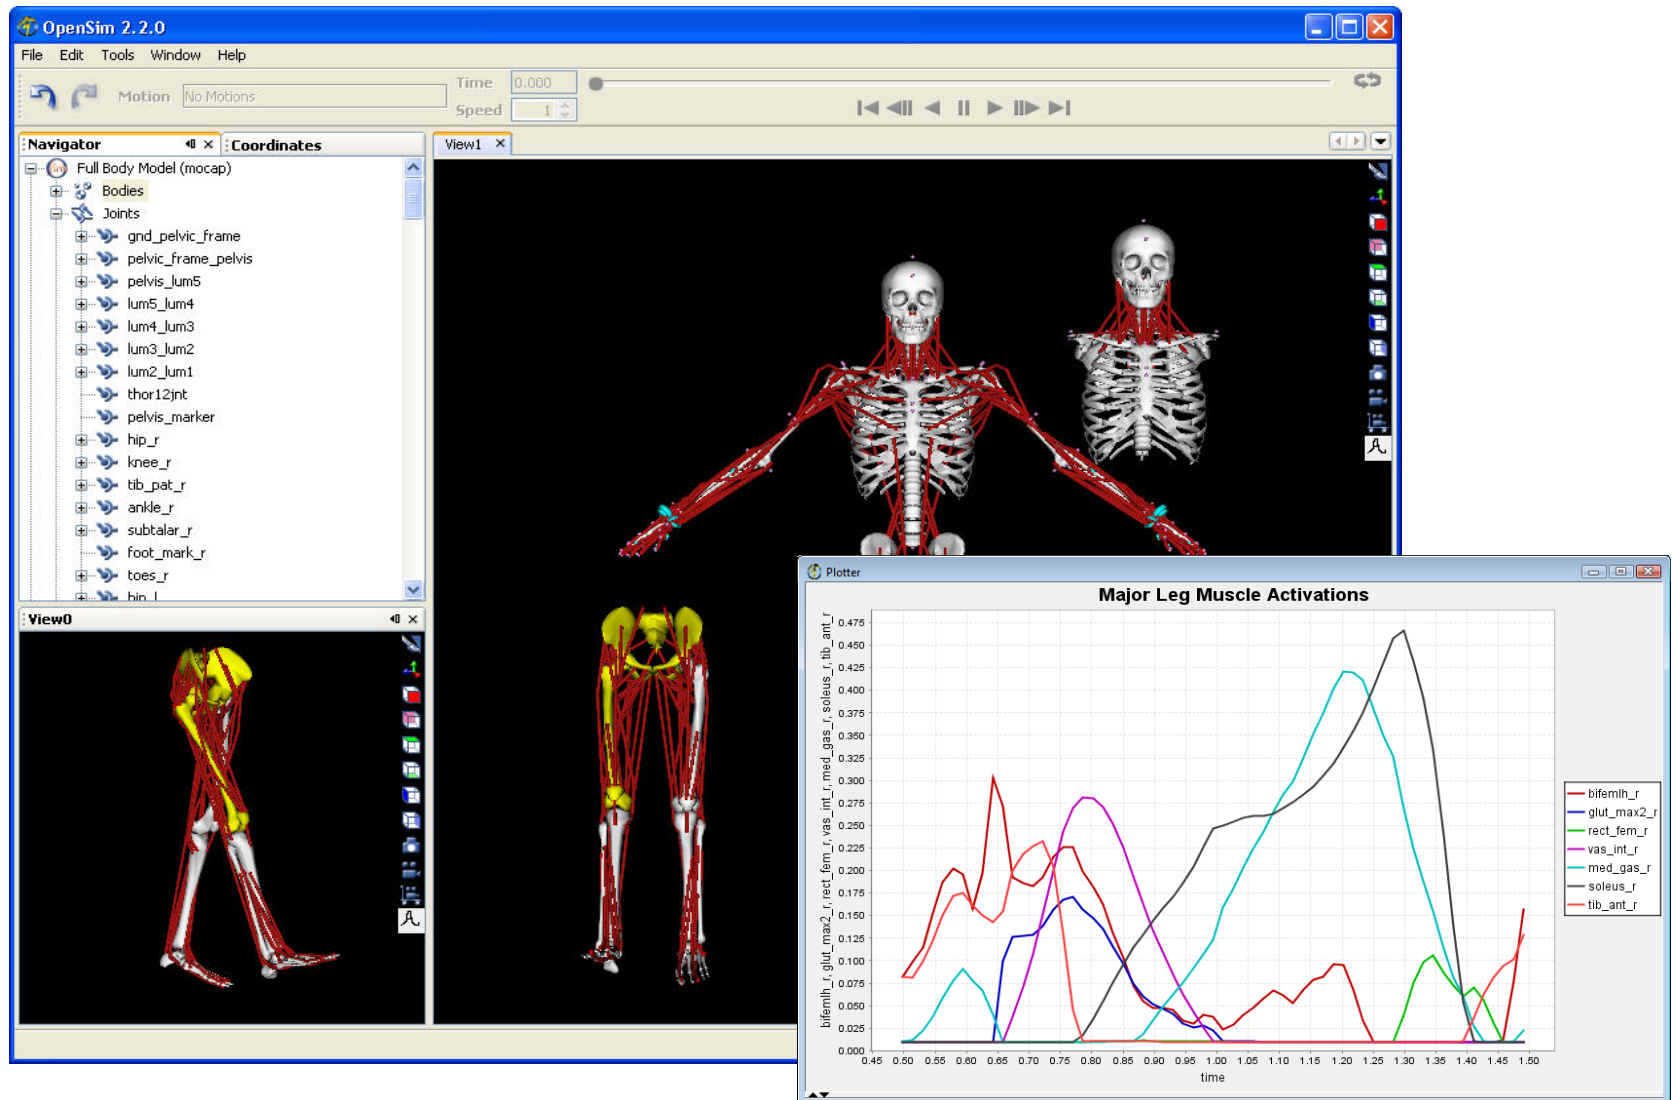 OpenSim 2.2.0
File Edit Tools Window Help
Motion No Motions Time 0.000
Speed 1
Navigator Coordinates
View1
Full Body Model (mocap)
Bodies
Joints
gnd_pelvic_frame
pelvic_frame_pelvis
pelvis_lum5
lum5_lum4
lum4_lum3
lum3_lum2
lum2_lum1
thor12jnt
pelvis_marker
hip_r
knee_r
tib_pat_r
ankle_r
subtalar_r
foot_mark_r
toes_r
hip_l
View0
Plotter
Major Leg Muscle Activations
bifemlh_r, glut_max2_r, rect_fem_r, vas_int_r, med_gas_r, soleus_r, tib_ant_r
0.475
0.450
0.425
0.400
0.375
0.350
0.325
0.300
0.275
0.250
0.225
0.200
0.175
0.150
0.125
0.100
0.075
0.050
0.025
0.000
0.45 0.50 0.55 0.60 0.65 0.70 0.75 0.80 0.85 0.90 0.95 1.00 1.05 1.10 1.15 1.20 1.25 1.30 1.35 1.40 1.45 1.50
time
bifemlh_r
glut_max2_r
rect_fem_r
vas_int_r
med_gas_r
soleus_r
tib_ant_r